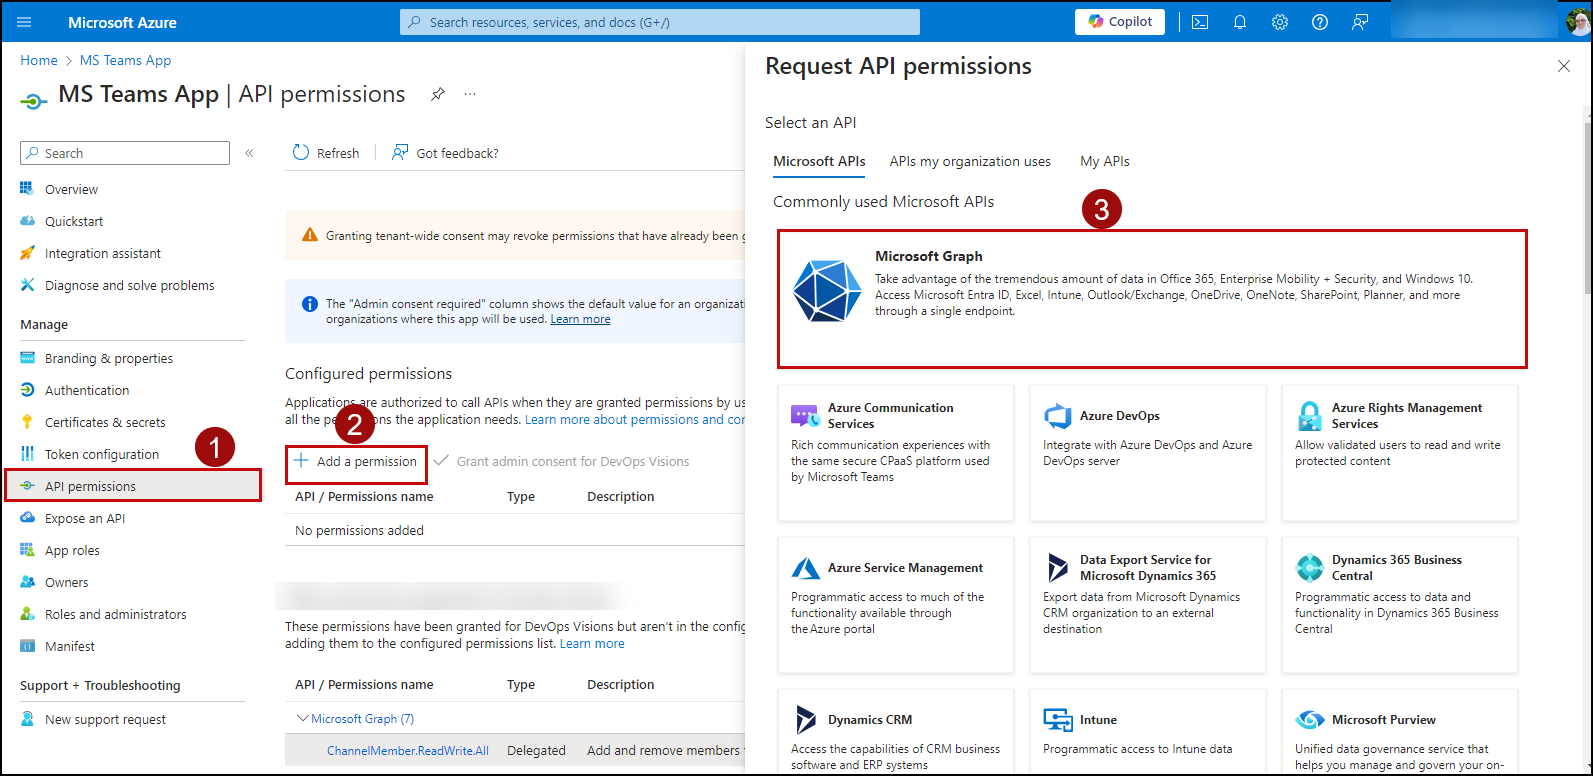 Microsoft Azure
Search resources, services, and docs (G+/)
Copilot
Home > MS Teams App
MS Teams App | API permissions
...
Search
«
Overview
Quickstart
Integration assistant
Diagnose and solve problems
Manage
Branding & properties
Authentication
Certificates & secrets
Token configuration
1
API permissions
Expose an API
App roles
Owners
Roles and administrators
Manifest
Support + Troubleshooting
New support request
Refresh
Got feedback?
Granting tenant-wide consent may revoke permissions that have already been
The "Admin consent required" column shows the default value for an
organizations where this app will be used. Learn more
Configured permissions
Applications are authorized to call APIs when they are granted permissions by
all the the application needs. Learn more about permissions and
2
Add a permission
Grant admin consent for DevOps Visions
API / Permissions name Type Description
No permissions added
These permissions have been granted for DevOps Visions but aren't in the
adding them to the configured permissions list. Learn more
API / Permissions name Type Description
Microsoft Graph (7)
ChannelMember.ReadWrite.All Delegated Add and remove members
Request API permissions
Select an API
Microsoft APIs APIs my organization uses My APIs
Commonly used Microsoft APIs
3
Microsoft Graph
Take advantage of the tremendous amount of data in Office 365, Enterprise Mobility + Security, and Windows 10.
Access Microsoft Entra ID, Excel, Intune, Outlook/Exchange, OneDrive, OneNote, SharePoint, Planner, and more
through a single endpoint.
Azure Communication
Services
Rich communication experiences with
the same secure CPaaS platform used
by Microsoft Teams
Azure DevOps
Integrate with Azure DevOps and Azure
DevOps server
Azure Rights Management
Services
Allow validated users to read and write
protected content
Azure Service Management
Programmatic access to much of the
functionality available through
the Azure portal
Data Export Service for
Microsoft Dynamics 365
Export data from Microsoft Dynamics
CRM organization to an external
destination
Dynamics 365 Business
Central
Programmatic access to data and
functionality in Dynamics 365 Business
Central
Dynamics CRM
Access the capabilities of CRM business
software and ERP systems
Intune
Programmatic access to Intune data
Microsoft Purview
Unified data governance service that
helps you manage and govern your on-